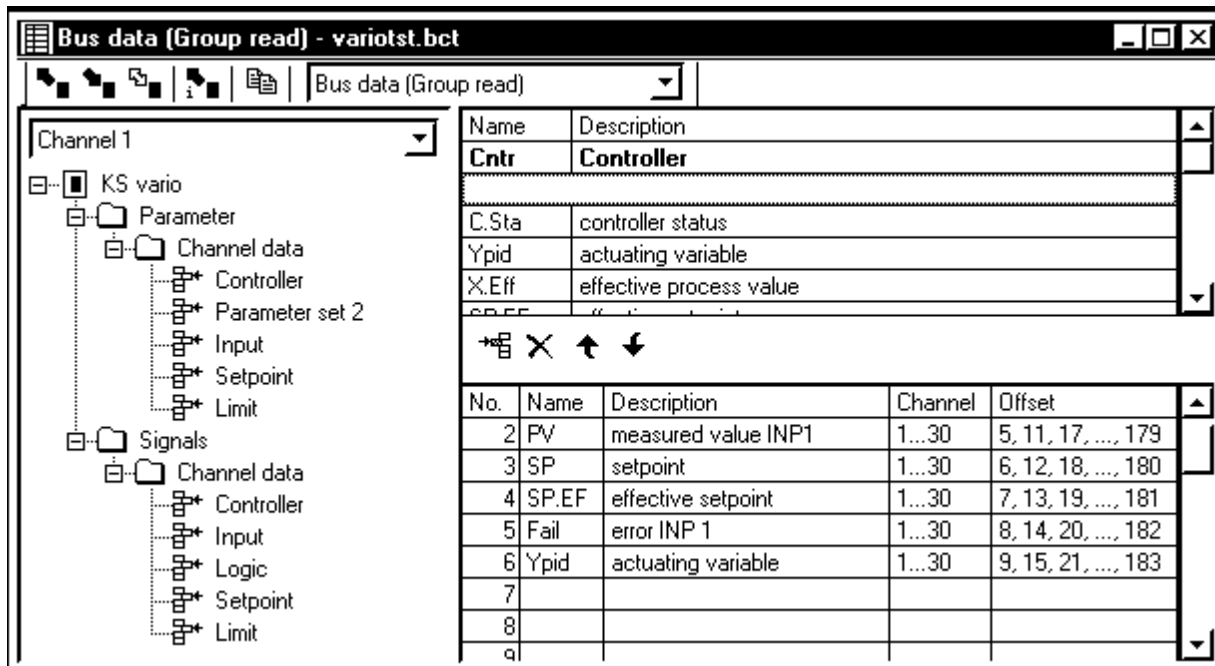 Bus data (Group read) - variotst.bct
Bus data (Group read)
Channel 1
KS vario
Parameter
Channel data
Controller
Parameter set 2
Input
Setpoint
Limit
Signals
Channel data
Controller
Input
Logic
Setpoint
Limit
Name Description
Cntr Controller
C.Sta controller status
Ypid actuating variable
X.Eff effective process value
No. Name Description Channel Offset
2 PV measured value INP1 1...30 5, 11, 17, ..., 179
3 SP setpoint 1...30 6, 12, 18, ..., 180
4 SP.EF effective setpoint 1...30 7, 13, 19, ..., 181
5 Fail error INP 1 1...30 8, 14, 20, ..., 182
6 Ypid actuating variable 1...30 9, 15, 21, ..., 183
7
8